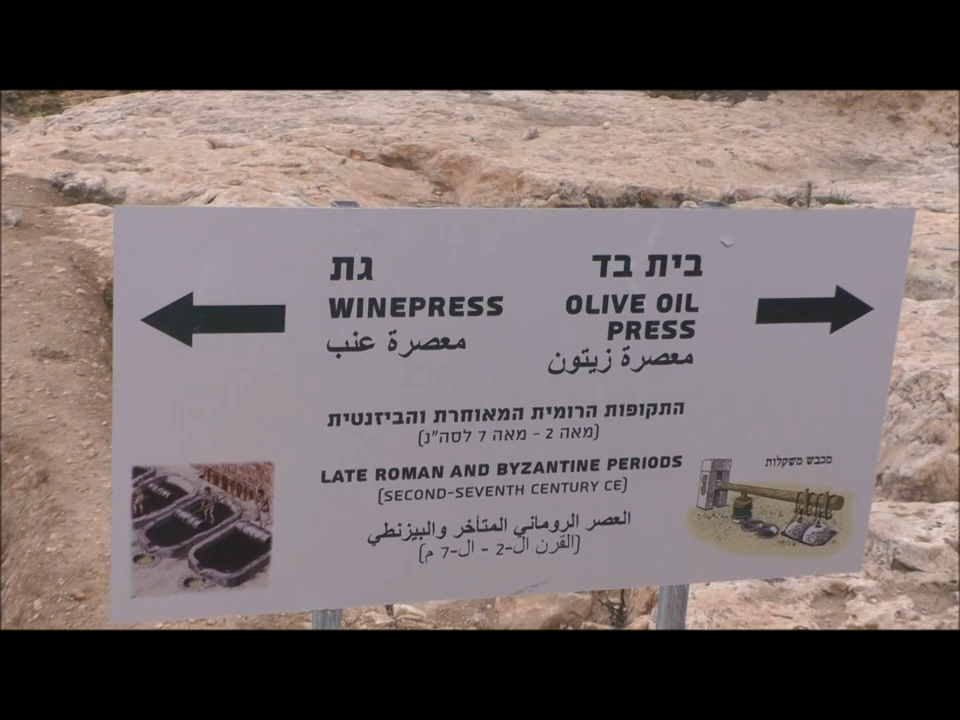 גת
WINEPRESS
معصرة عنب
בית בד
OLIVE OIL
PRESS
معصرة زيتون
התקופות הרומית המאוחרת והביזנטית
(מאה 2 - מאה 7 לסה"נ)
LATE ROMAN AND BYZANTINE PERIODS
(SECOND-SEVENTH CENTURY CE)
العصر الروماني المتأخر والبيزنطي
(القرن ال-2 - ال-7 م)
מכבש משקלות